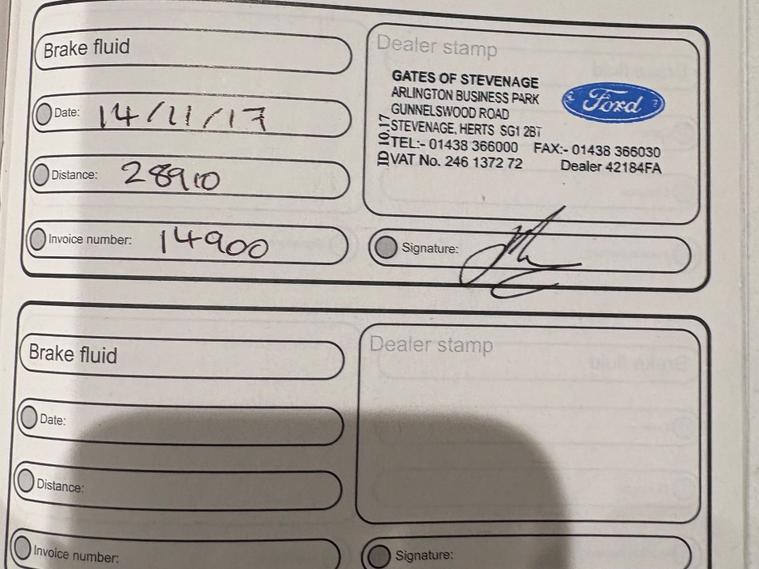 Brake fluid
Date: 14/11/17
Distance: 28910
Invoice number: 14900
Dealer stamp
GATES OF STEVENAGE
ARLINGTON BUSINESS PARK
GUNNELSWOOD ROAD
STEVENAGE, HERTS SG1 2BT
TEL:- 01438 366000 FAX:- 01438 366030
VAT No. 246 1372 72 Dealer 42184FA
ID 10.17
Ford
Signature:
Brake fluid
Date:
Distance:
Invoice number:
Dealer stamp
Signature: